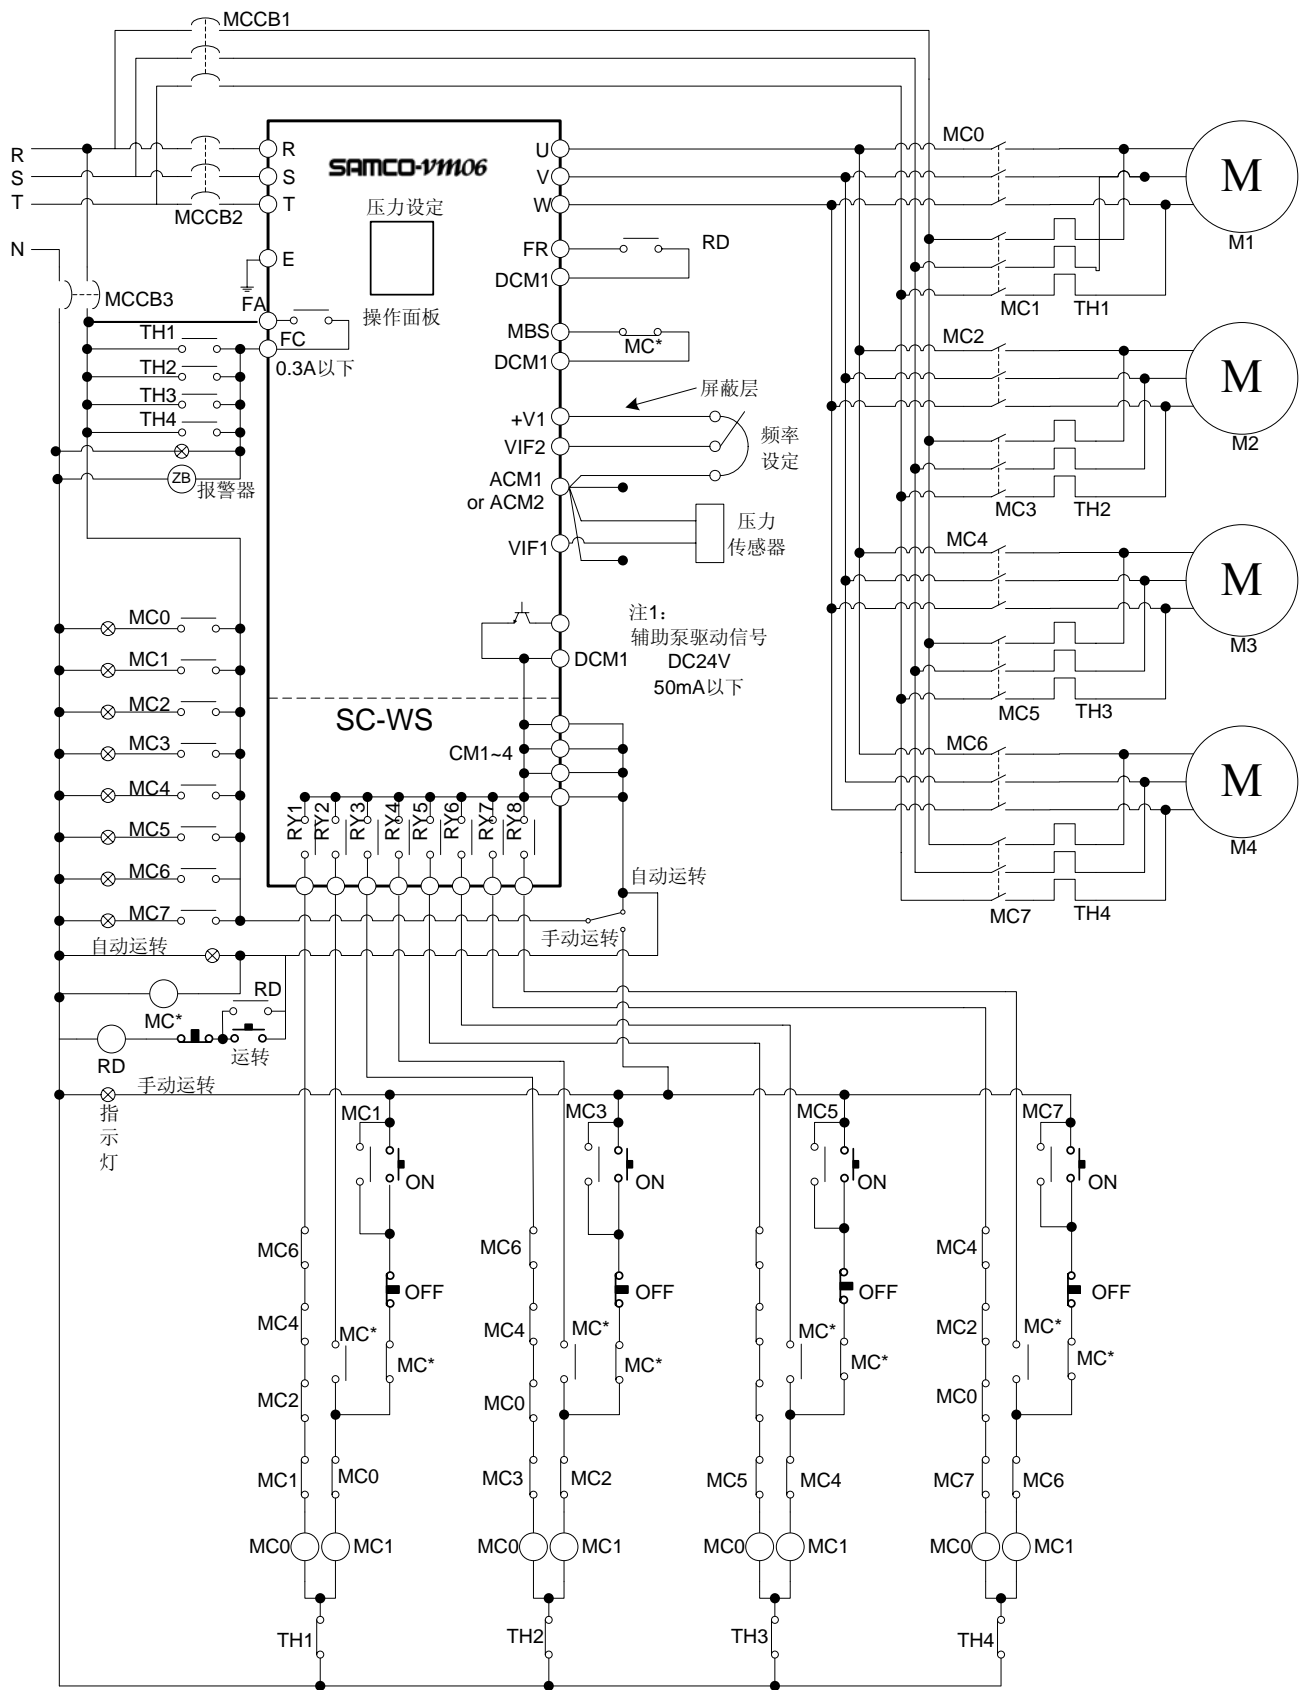 MCCB1
R
S
T
N
MCCB2
MCCB3
R
S
T
E
SAMCO-VM06
压力设定
操作面板
U
V
W
FR
DCM1
RD
MBS
DCM1
MC*
屏蔽层
+V1
VIF2
频率
设定
ACM1
or ACM2
压力
传感器
VIF1
FA
FC
0.3A以下
TH1
TH2
TH3
TH4
ZB
报警器
MC0
MC1
TH1
M
M1
MC2
MC3
TH2
M
M2
MC4
MC5
TH3
M
M3
MC6
MC7
TH4
M
M4
注1：
辅助泵驱动信号
DC24V
50mA以下
DCM1
SC-WS
CM1~4
RY1
RY2
RY3
RY4
RY5
RY6
RY7
RY8
MC0
MC1
MC2
MC3
MC4
MC5
MC6
MC7
自动运转
手动运转
自动运转
MC*
RD
RD
运转
手动运转
指
示
灯
MC1
ON
OFF
MC6
MC4
MC*
MC*
MC2
MC1
MC0
MC0
MC1
TH1
MC3
ON
OFF
MC6
MC4
MC*
MC*
MC0
MC3
MC2
MC0
MC1
TH2
MC5
ON
OFF
MC*
MC*
MC5
MC4
MC0
MC1
TH3
MC7
ON
OFF
MC4
MC2
MC*
MC*
MC0
MC7
MC6
MC0
MC1
TH4